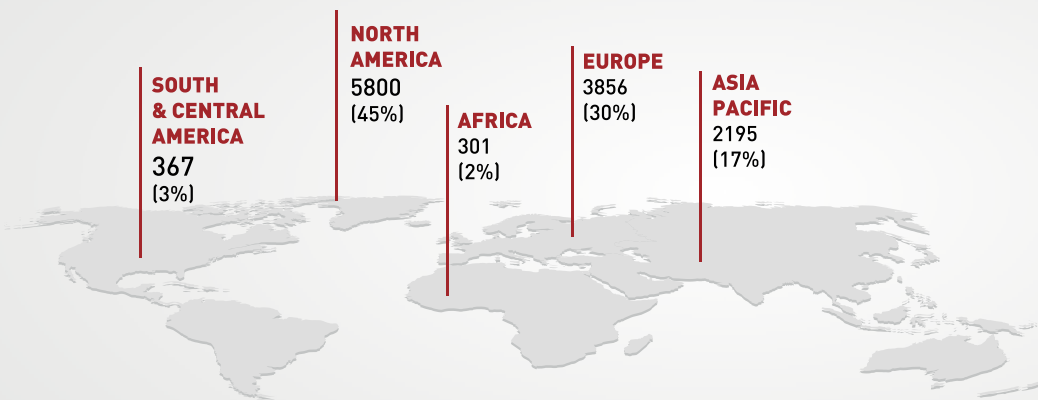 SOUTH
& CENTRAL
AMERICA
367
(3%)
NORTH
AMERICA
5800
(45%)
AFRICA
301
(2%)
EUROPE
3856
(30%)
ASIA
PACIFIC
2195
(17%)